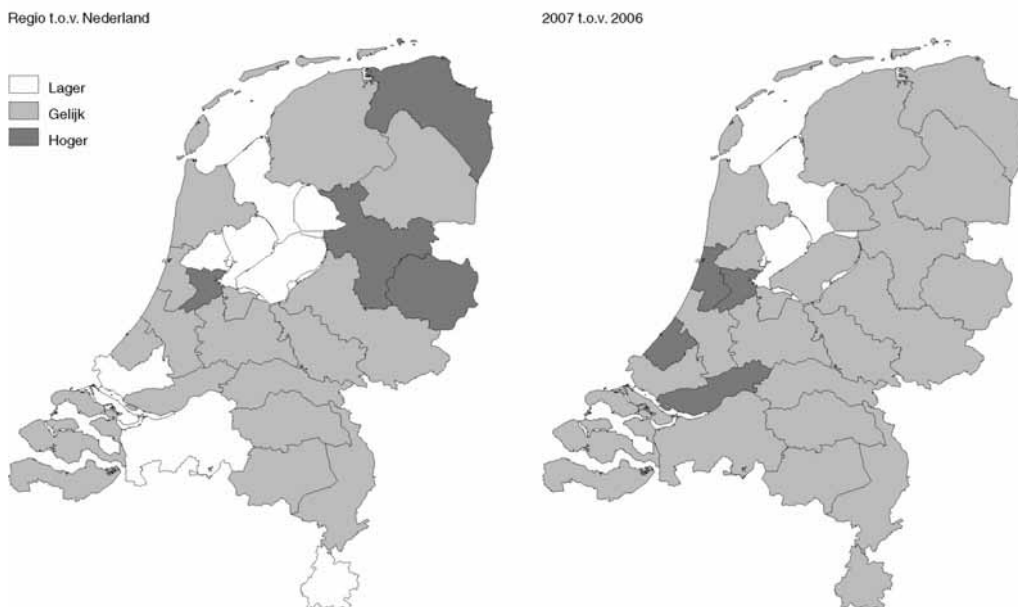 Regio t.o.v. Nederland
2007 t.o.v. 2006
Lager
Gelijk
Hoger